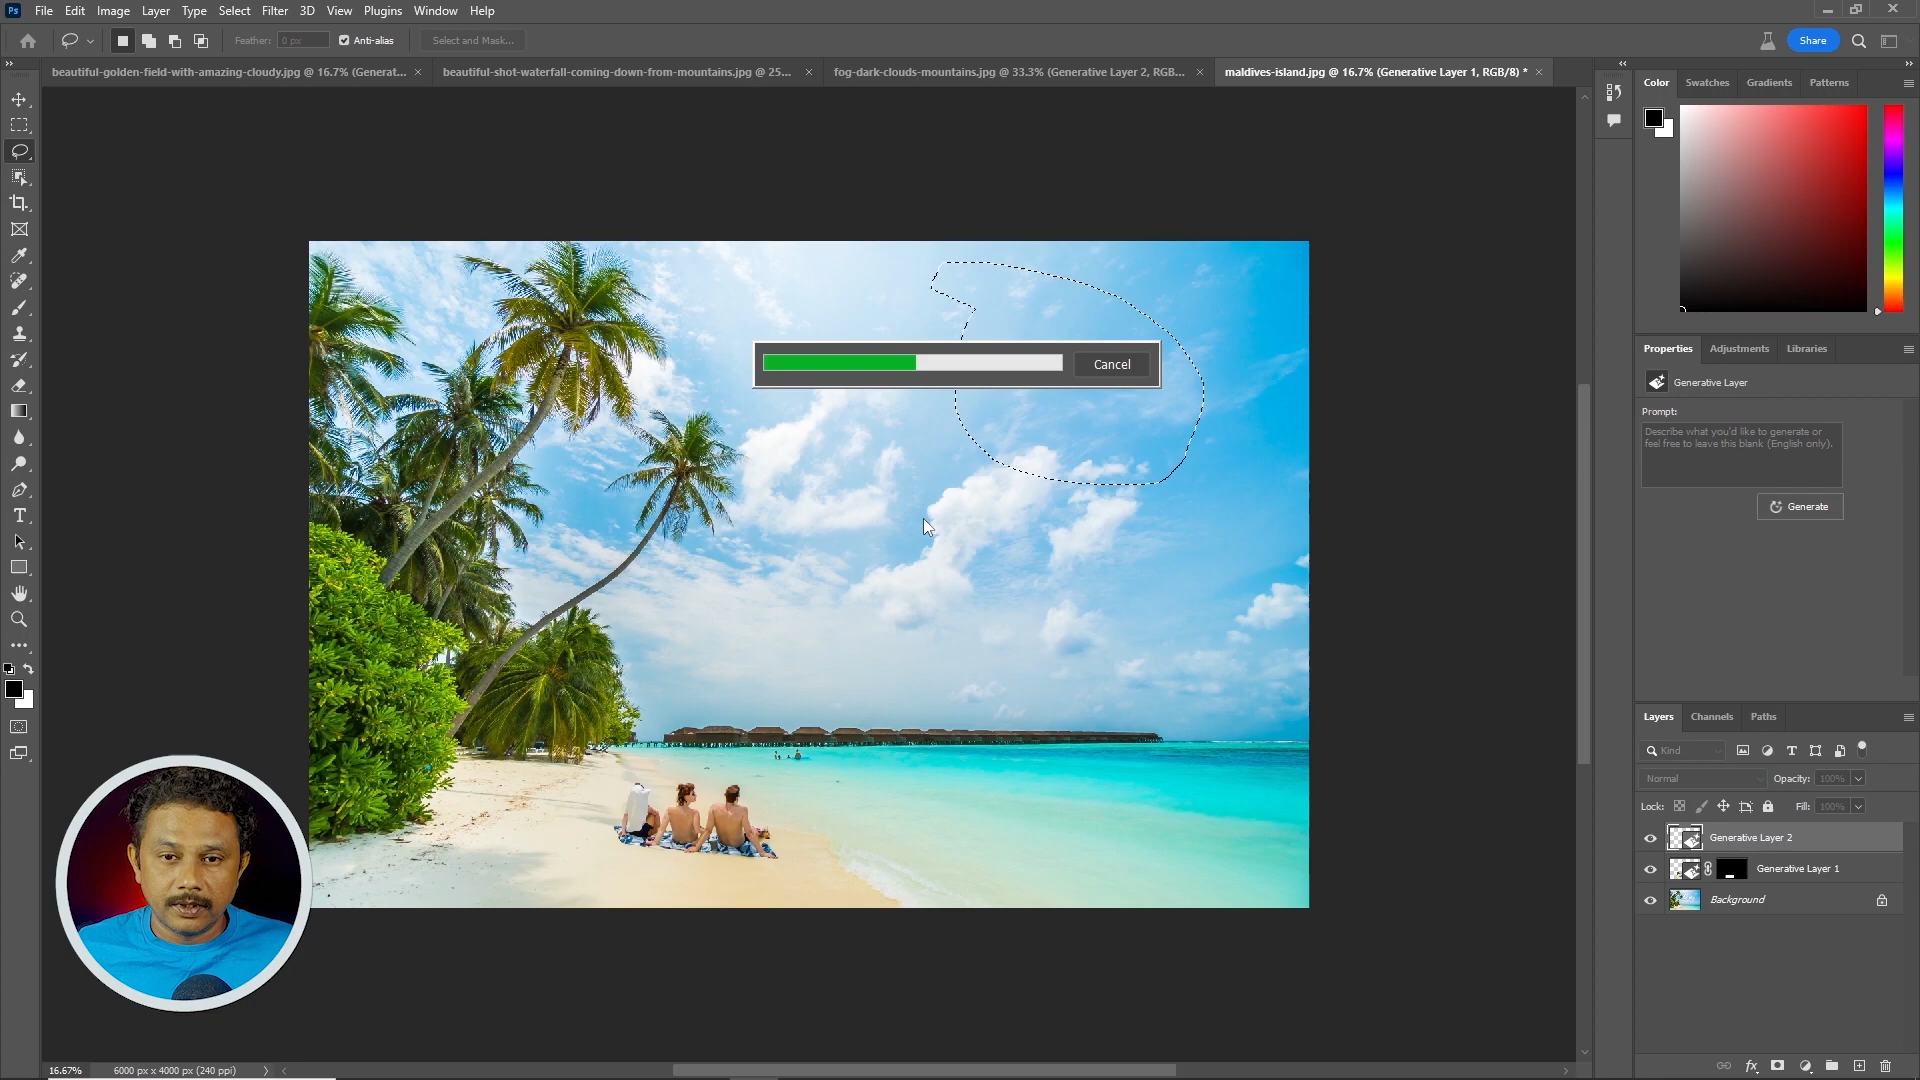 Ps File Edit Image Layer Type Select Filter 3D View Plugins Window Help
Feather: 0 px Anti-alias Select and Mask... Share
beautiful-golden-field-with-amazing-cloudy.jpg @ 16.7% (Generat... × beautiful-shot-waterfall-coming-down-from-mountains.jpg @ 25... × fog-dark-clouds-mountains.jpg @ 33.3% (Generative Layer 2, RGB... × maldives-island.jpg @ 16.7% (Generative Layer 1, RGB/8) * ×
Color Swatches Gradients Patterns
Cancel
Properties Adjustments Libraries
Generative Layer
Prompt:
Describe what you'd like to generate or
feel free to leave this blank (English only).
Generate
Layers Channels Paths
Kind
Normal Opacity: 100%
Lock: Fill: 100%
Generative Layer 2
Generative Layer 1
Background
16.67% 6000 px x 4000 px (240 ppi)